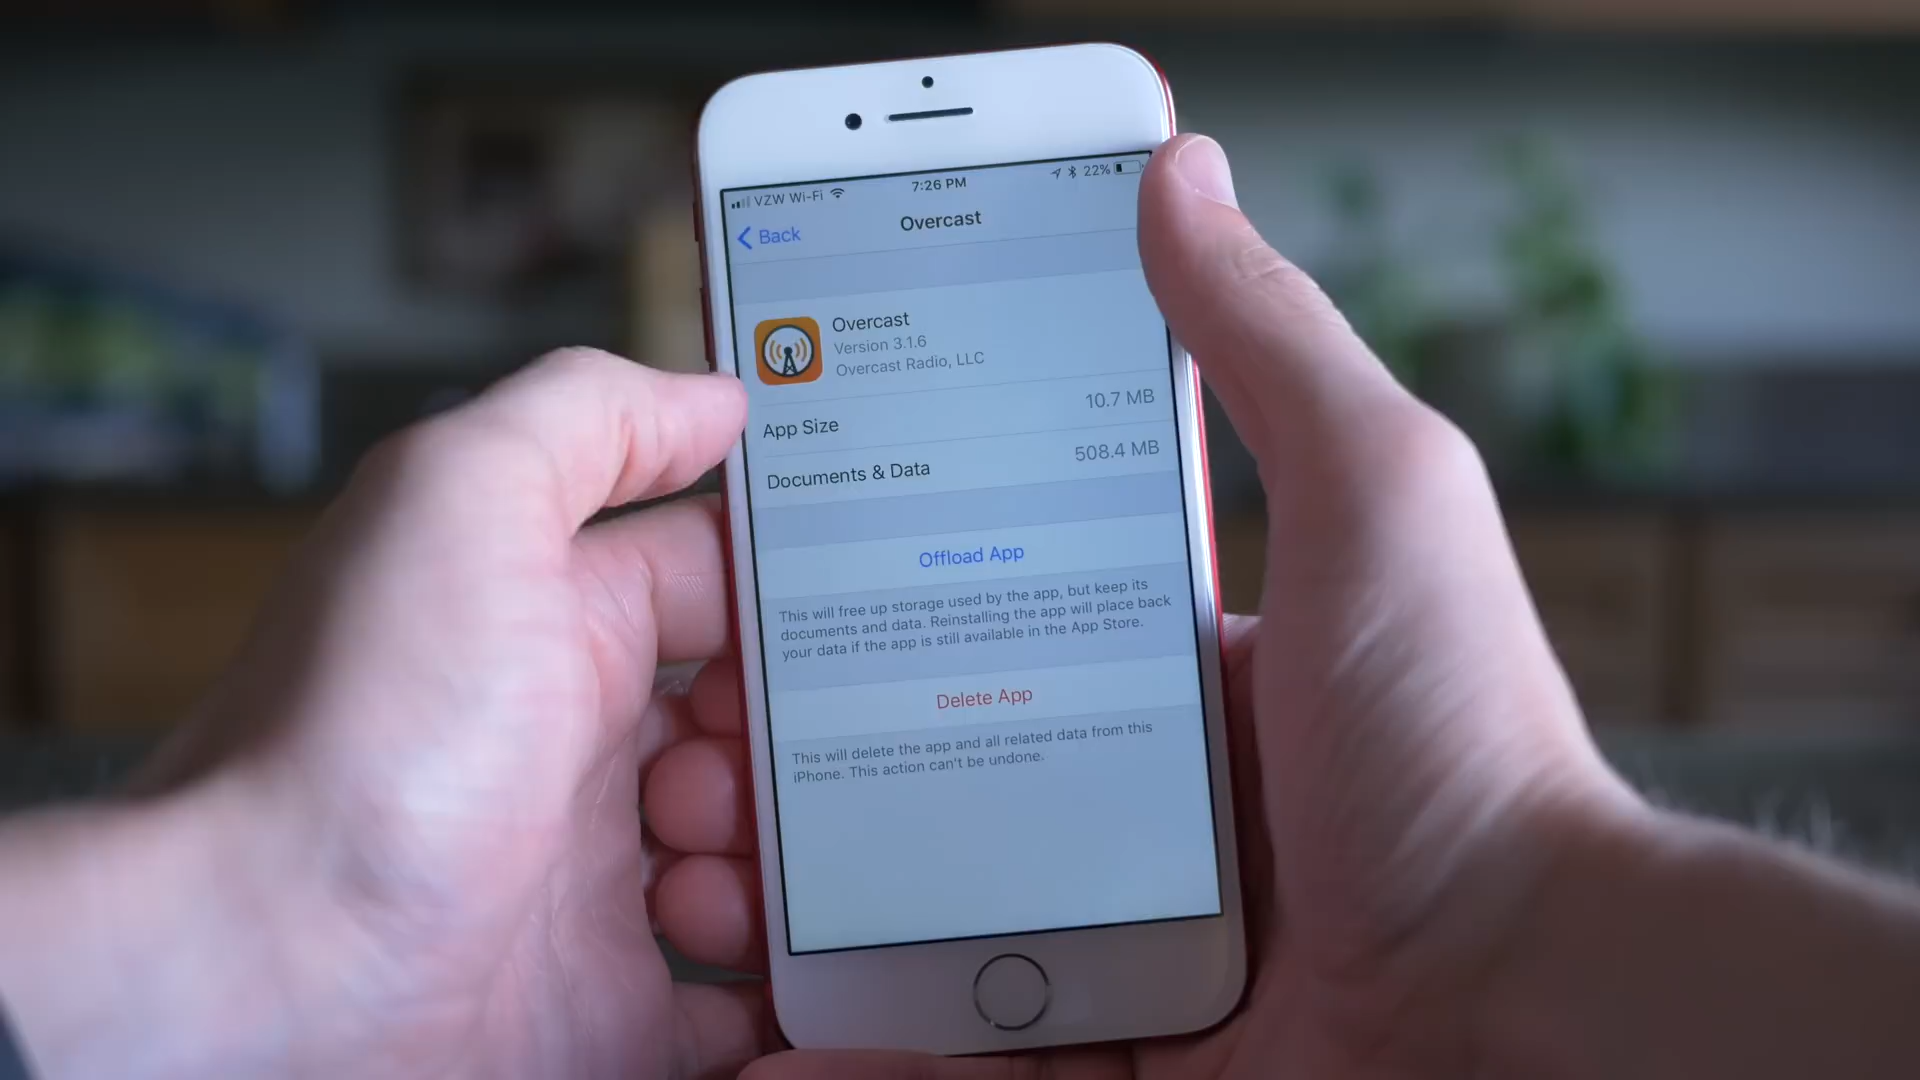 VZW Wi-Fi 7:26 PM 22%
Back Overcast
Overcast
Version 3.1.6
Overcast Radio, LLC
App Size 10.7 MB
Documents & Data 508.4 MB
Offload App
This will free up storage used by the app, but keep its
documents and data. Reinstalling the app will place back
your data if the app is still available in the App Store.
Delete App
This will delete the app and all related data from this
iPhone. This action can't be undone.